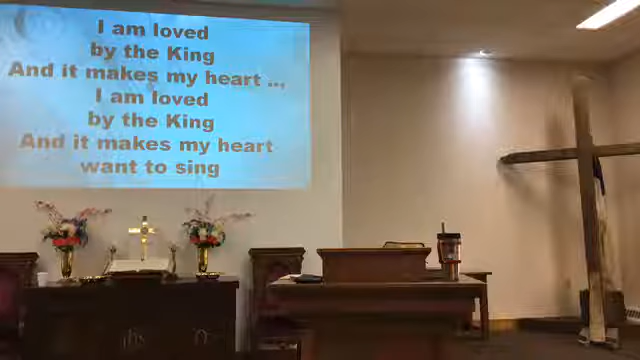 I am loved
by the King
And it makes my heart ...
I am loved
by the King
And it makes my heart
want to sing
ihs